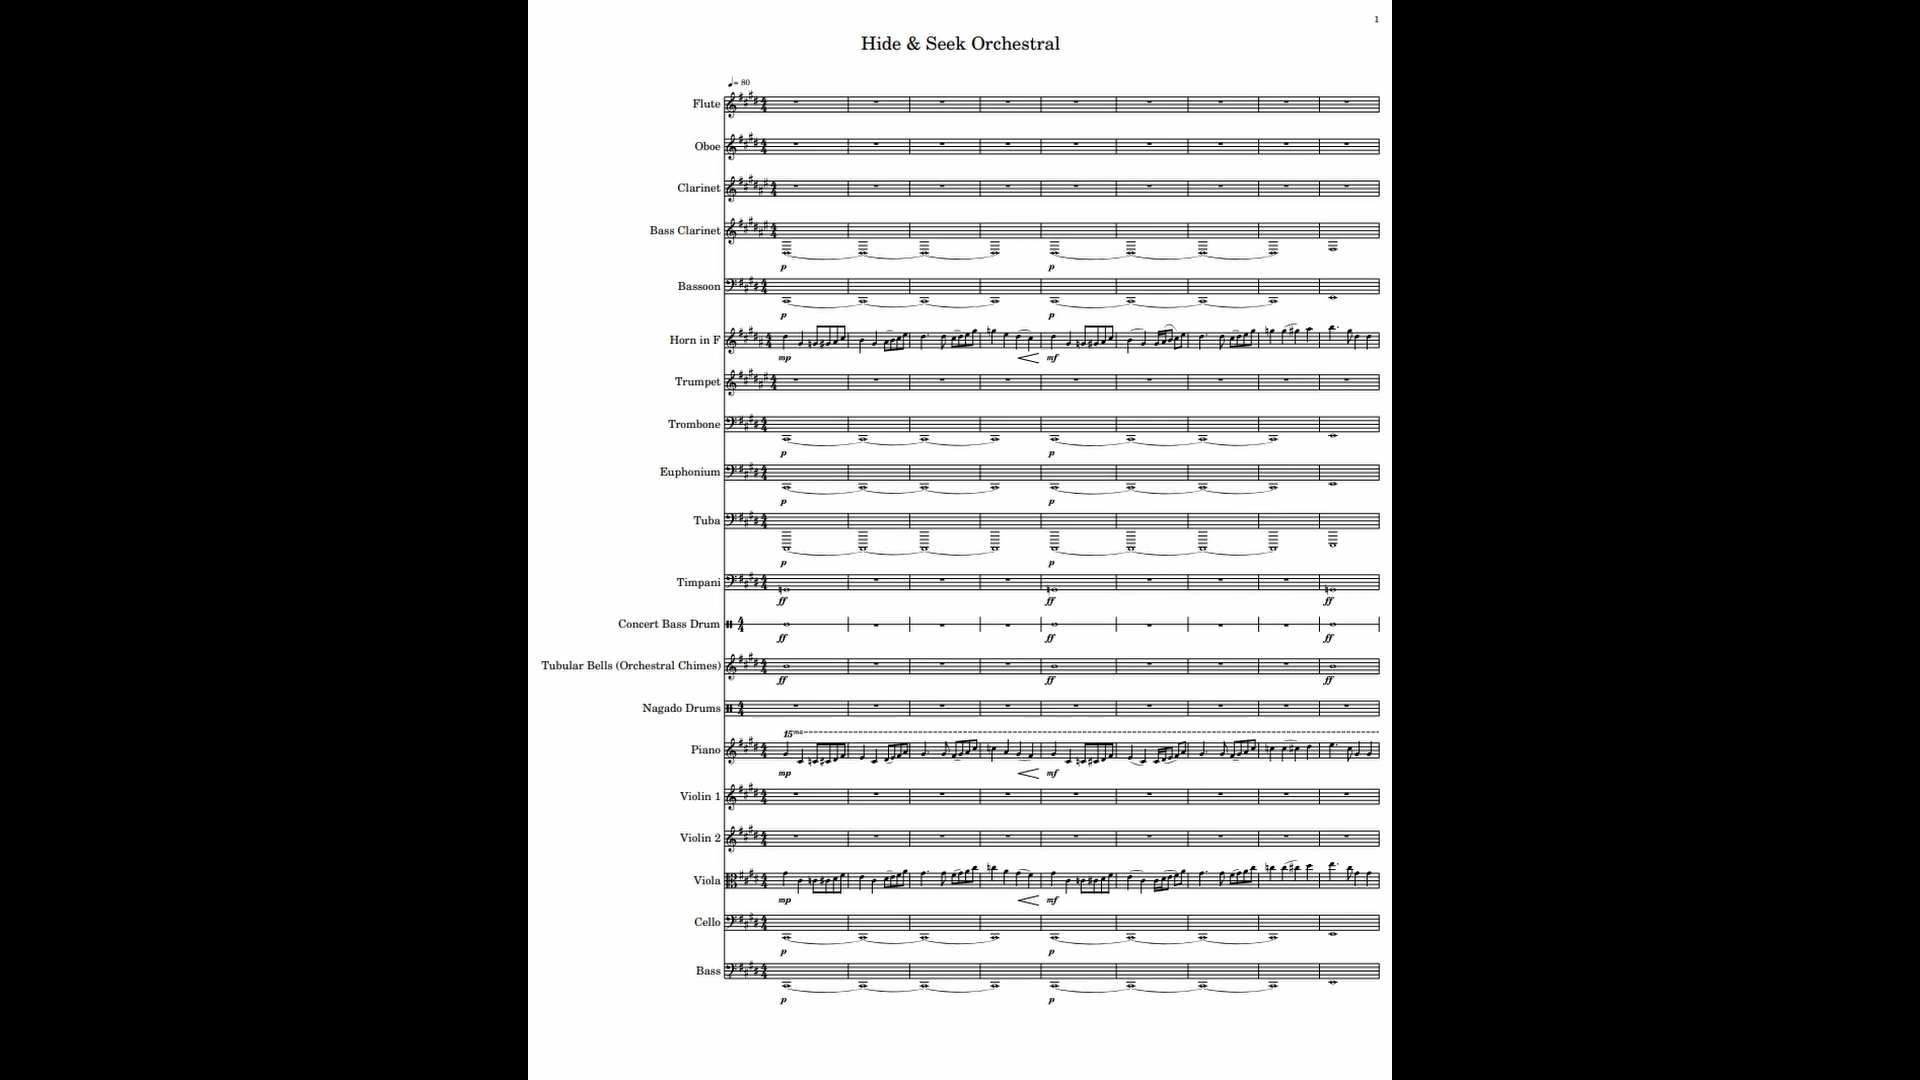 1
Hide & Seek Orchestral
= 80
Flute
Oboe
Clarinet
Bass Clarinet
p p
Bassoon
p p
Horn in F
mp mf
Trumpet
Trombone
p p
Euphonium
p p
Tuba
p p
Timpani
ff ff ff
Concert Bass Drum
ff ff ff
Tubular Bells (Orchestral Chimes)
ff ff ff
Nagado Drums
15ma
Piano
mp mf
Violin 1
Violin 2
Viola
mp mf
Cello
p p
Bass
p p